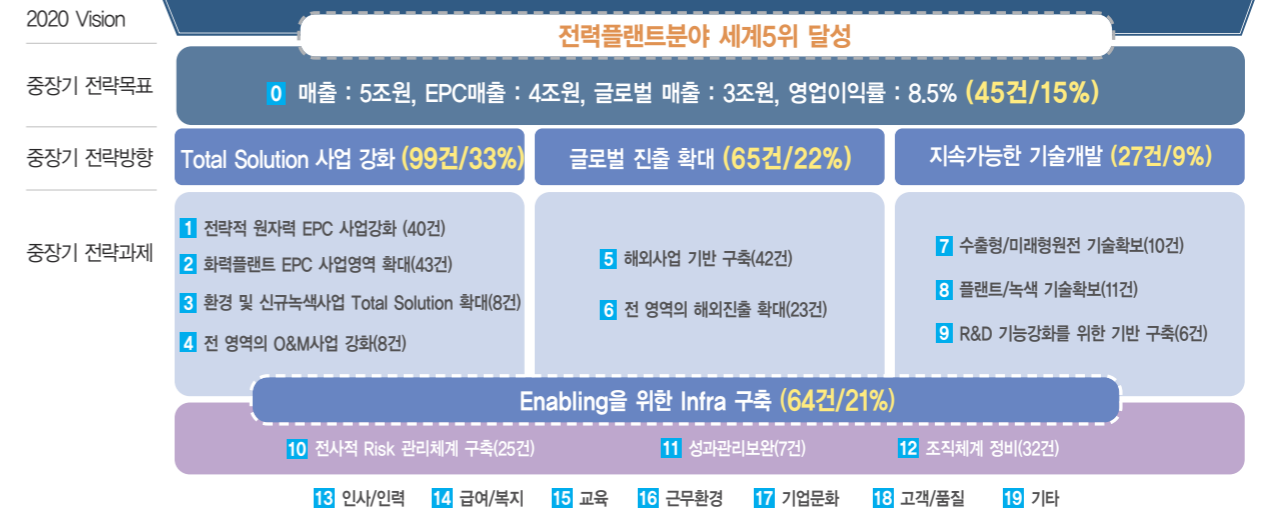 2020 Vision
전력플랜트분야 세계5위 달성
중장기 전략목표
0 매출 : 5조원, EPC매출 : 4조원, 글로벌 매출 : 3조원, 영업이익률 : 8.5% (45건/15%)
중장기 전략방향
Total Solution 사업 강화 (99건/33%)
글로벌 진출 확대 (65건/22%)
지속가능한 기술개발 (27건/9%)
중장기 전략과제
1 전략적 원자력 EPC 사업강화 (40건)
2 화력플랜트 EPC 사업영역 확대(43건)
3 환경 및 신규녹색사업 Total Solution 확대(8건)
4 전 영역의 O&M사업 강화(8건)
5 해외사업 기반 구축(42건)
6 전 영역의 해외진출 확대(23건)
7 수출형/미래형원전 기술확보(10건)
8 플랜트/녹색 기술확보(11건)
9 R&D 기능강화를 위한 기반 구축(6건)
Enabling을 위한 Infra 구축 (64건/21%)
10 전사적 Risk 관리체계 구축(25건)
11 성과관리보완(7건)
12 조직체계 정비(32건)
13 인사/인력
14 급여/복지
15 교육
16 근무환경
17 기업문화
18 고객/품질
19 기타